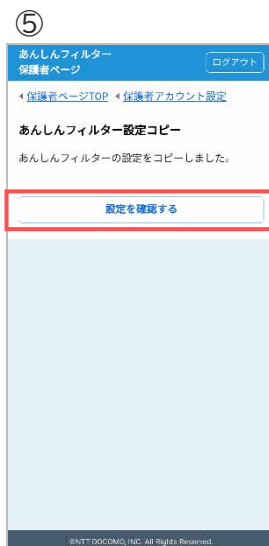 ⑤
あんしんフィルター
保護者ページ
ログアウト
保護者ページTOP 保護者アカウント設定
あんしんフィルター設定コピー
あんしんフィルターの設定をコピーしました。
設定を確認する
©NTT DOCOMO, INC. All Rights Reserved.